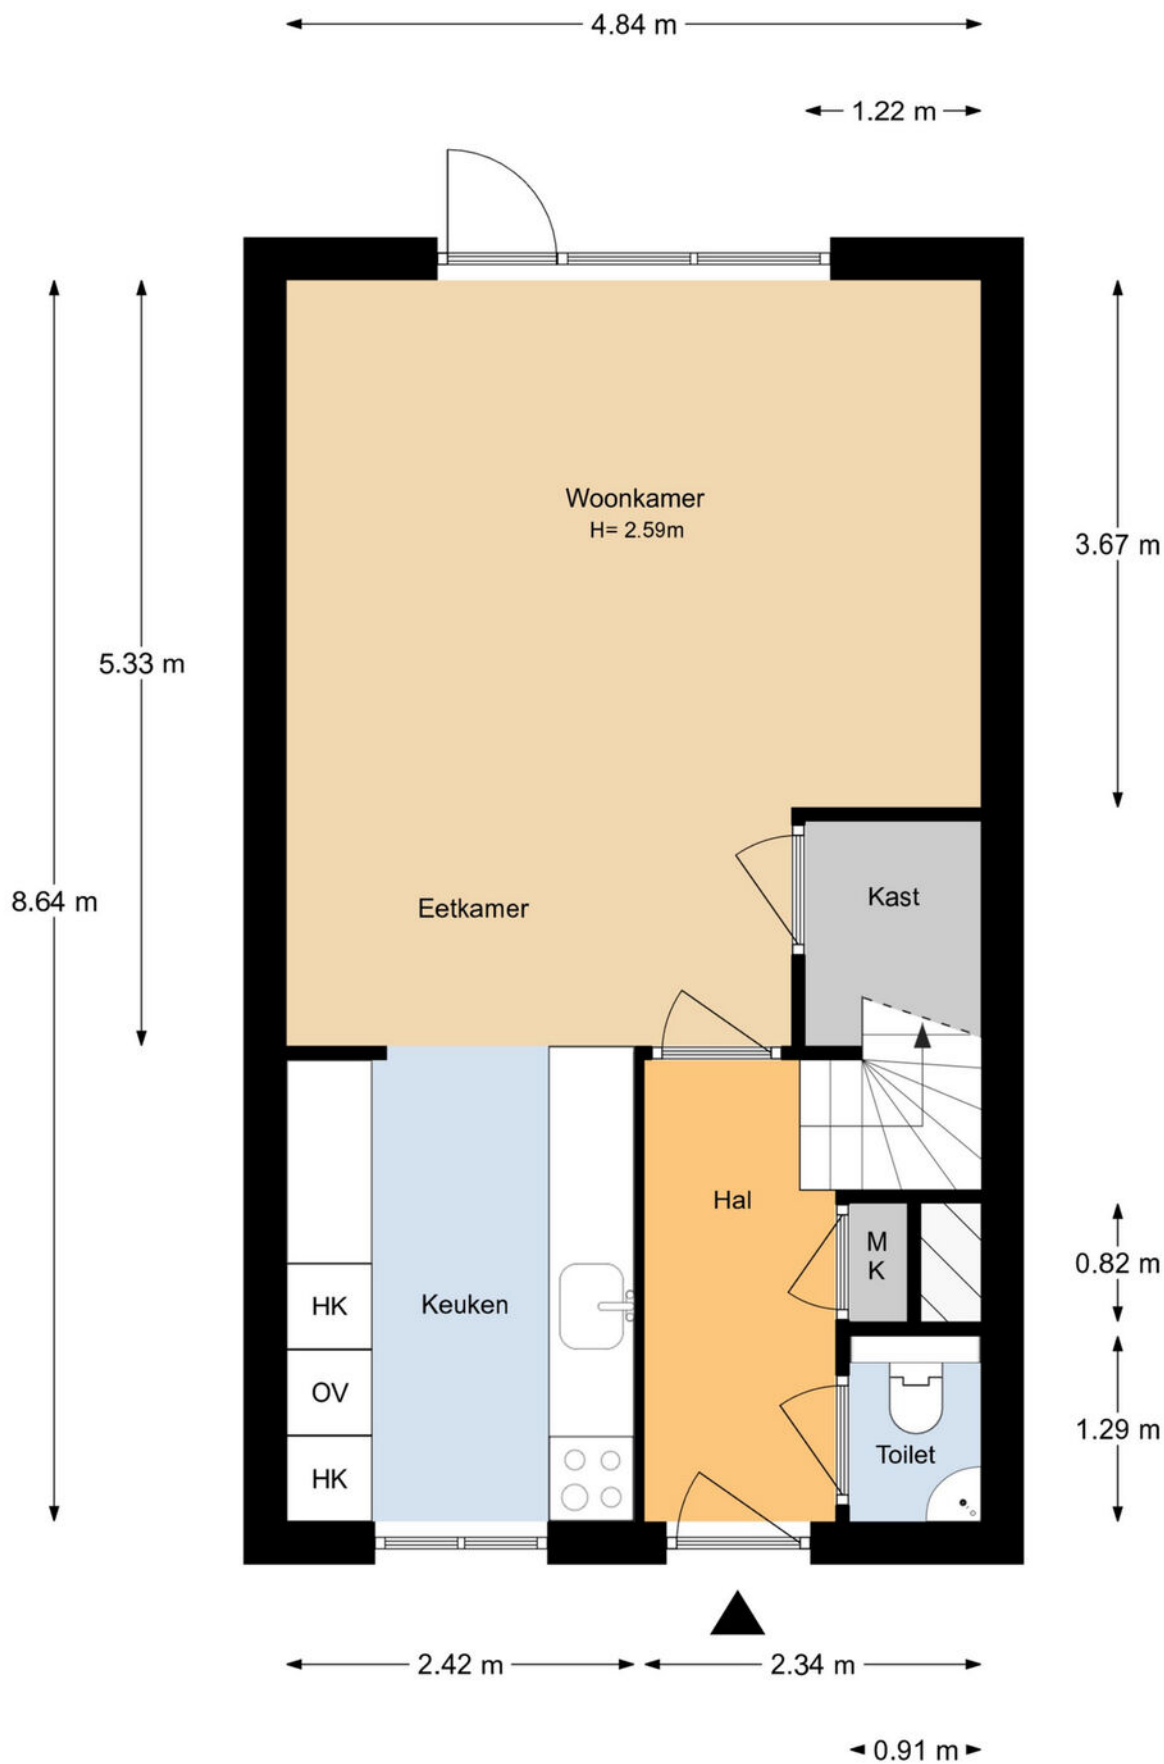 4.84 m
1.22 m
Woonkamer
H= 2.59m
3.67 m
5.33 m
8.64 m
Eetkamer
Kast
Hal
M
K
0.82 m
HK
Keuken
OV
1.29 m
Toilet
HK
2.42 m
2.34 m
0.91 m